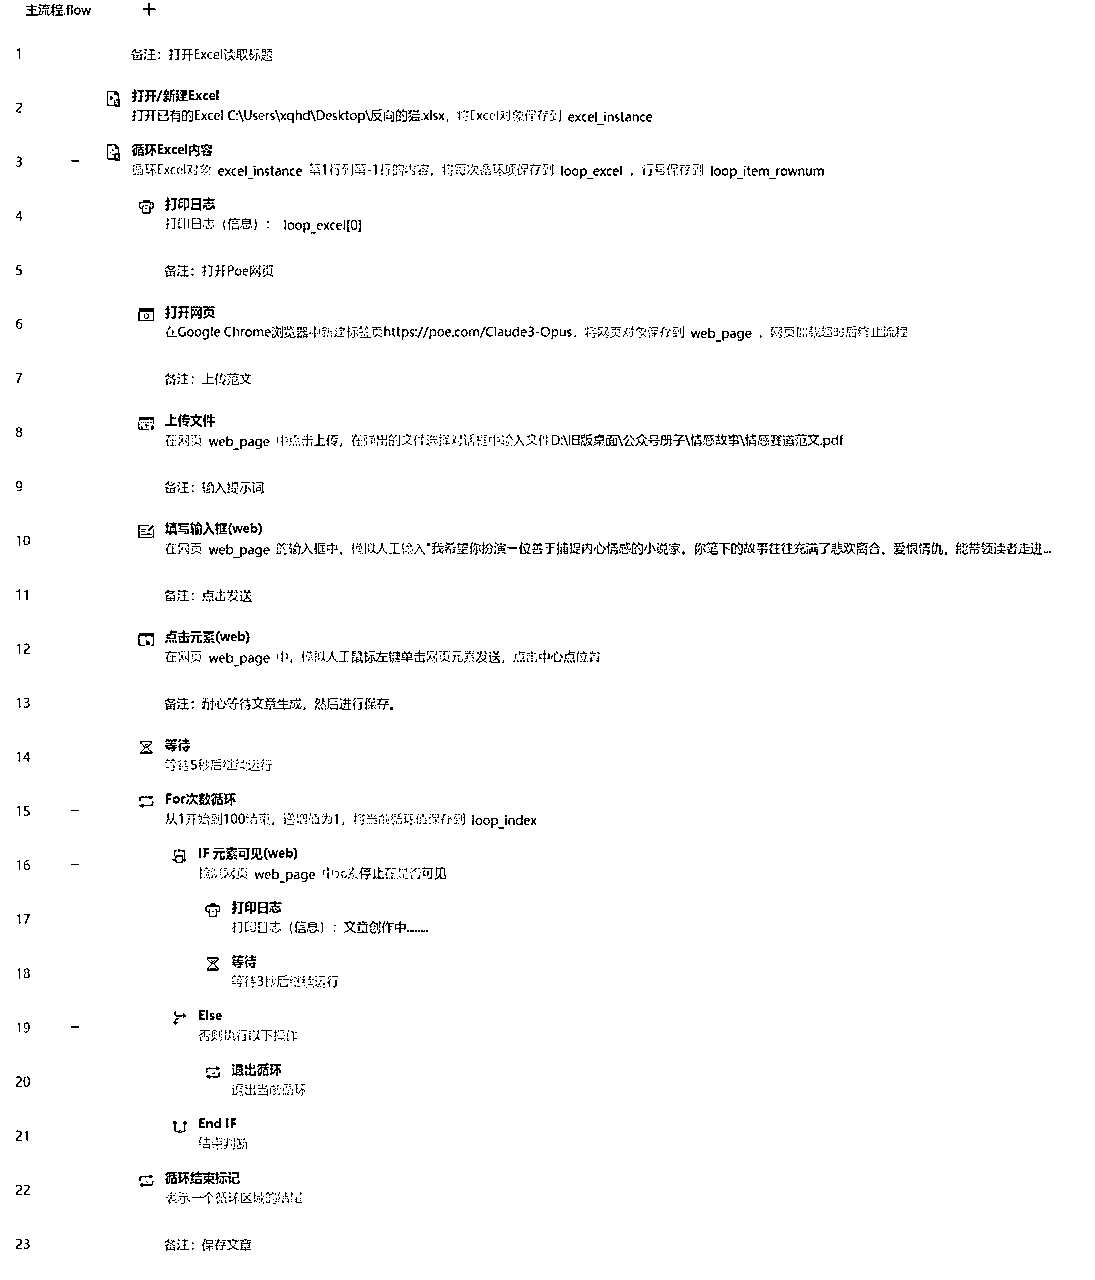 主流程.flow +
1 备注：打开Excel读取标题
2 打开/新建Excel
打开已有的Excel C:\Users\xqhd\Desktop\反向的猫.xlsx，将Excel对象保存到 excel_instance
3 循环Excel内容
循环Excel对象 excel_instance 第1行到第-1行的内容，将每次循环项保存到 loop_excel ，行号保存到 loop_item_rownum
4 打印日志
打印日志（信息）： loop_excel[0]
5 备注：打开Poe网页
6 打开网页
在Google Chrome浏览器中新建标签页https://poe.com/Claude3-Opus，将网页对象保存到 web_page ，网页加载超时后终止流程
7 备注：上传范文
8 上传文件
在网页 web_page 中点击上传，在弹出的文件选择对话框中输入文件D:\旧版桌面\公众号册子\情感故事\情感赛道范文.pdf
9 备注：输入提示词
10 填写输入框(web)
在网页 web_page 的输入框中，模拟人工输入"我希望你扮演一位善于捕捉内心情感的小说家。你笔下的故事往往充满了悲欢离合、爱恨情仇，能带领读者走进...
11 备注：点击发送
12 点击元素(web)
在网页 web_page 中，模拟人工鼠标左键单击网页元素发送，点击中心点位置
13 备注：耐心等待文章生成，然后进行保存。
14 等待
等待5秒后继续运行
15 For次数循环
从1开始到100结束，递增值为1，将当前循环值保存到 loop_index
16 IF 元素可见(web)
检测网页 web_page 中poe停止在是否可见
17 打印日志
打印日志（信息）：文章创作中.......
18 等待
等待3秒后继续运行
19 Else
否则执行以下操作
20 退出循环
退出当前循环
21 End IF
结束判断
22 循环结束标记
表示一个循环区域的结尾
23 备注：保存文章